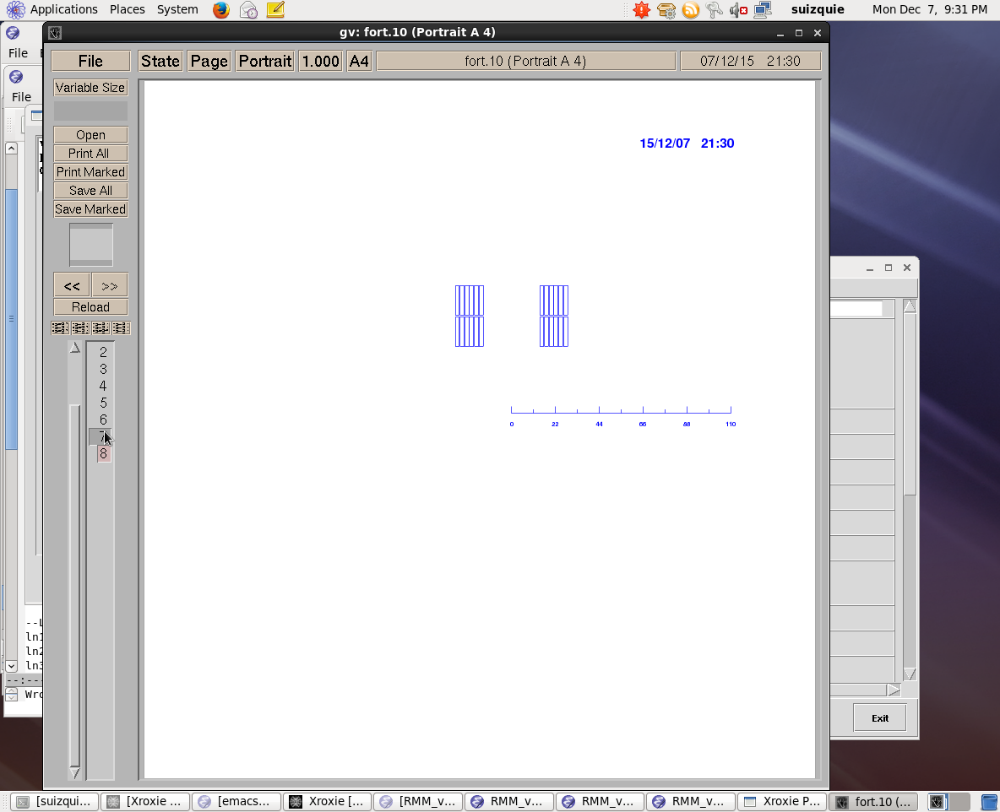 Applications Places System
suizquie
Mon Dec 7, 9:31 PM
gv: fort.10 (Portrait A 4)
File
File
File State Page Portrait 1.000 A4 fort.10 (Portrait A 4) 07/12/15 21:30
Variable Size
Open
Print All
Print Marked
Save All
Save Marked
<< >>
Reload
2
3
4
5
6
7
8
15/12/07 21:30
0 22 44 66 88 110
--L
ln1
ln2
ln3
--:---
Wro
Exit
[suizqui... [Xroxie ... [emacs... Xroxie [... [RMM_v... RMM_v... RMM_v... RMM_v... Xroxie P... fort.10 (...